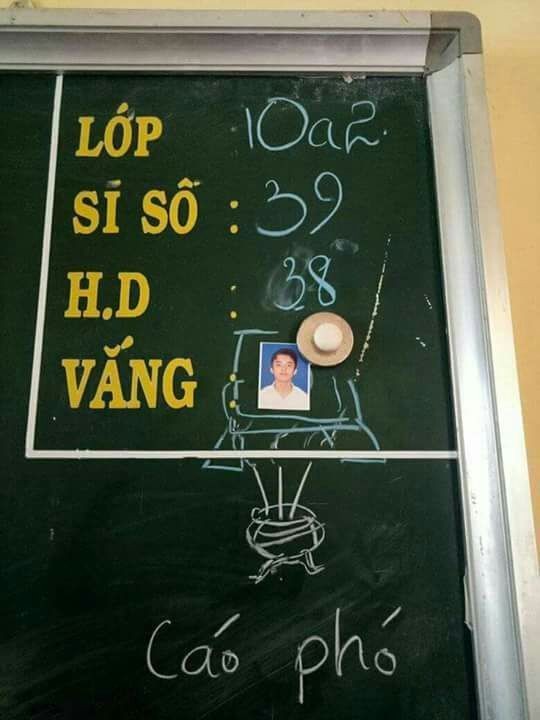 LỚP 10a2
SĨ SỐ : 39
H.D : 38
VẮNG :
Cáo phó